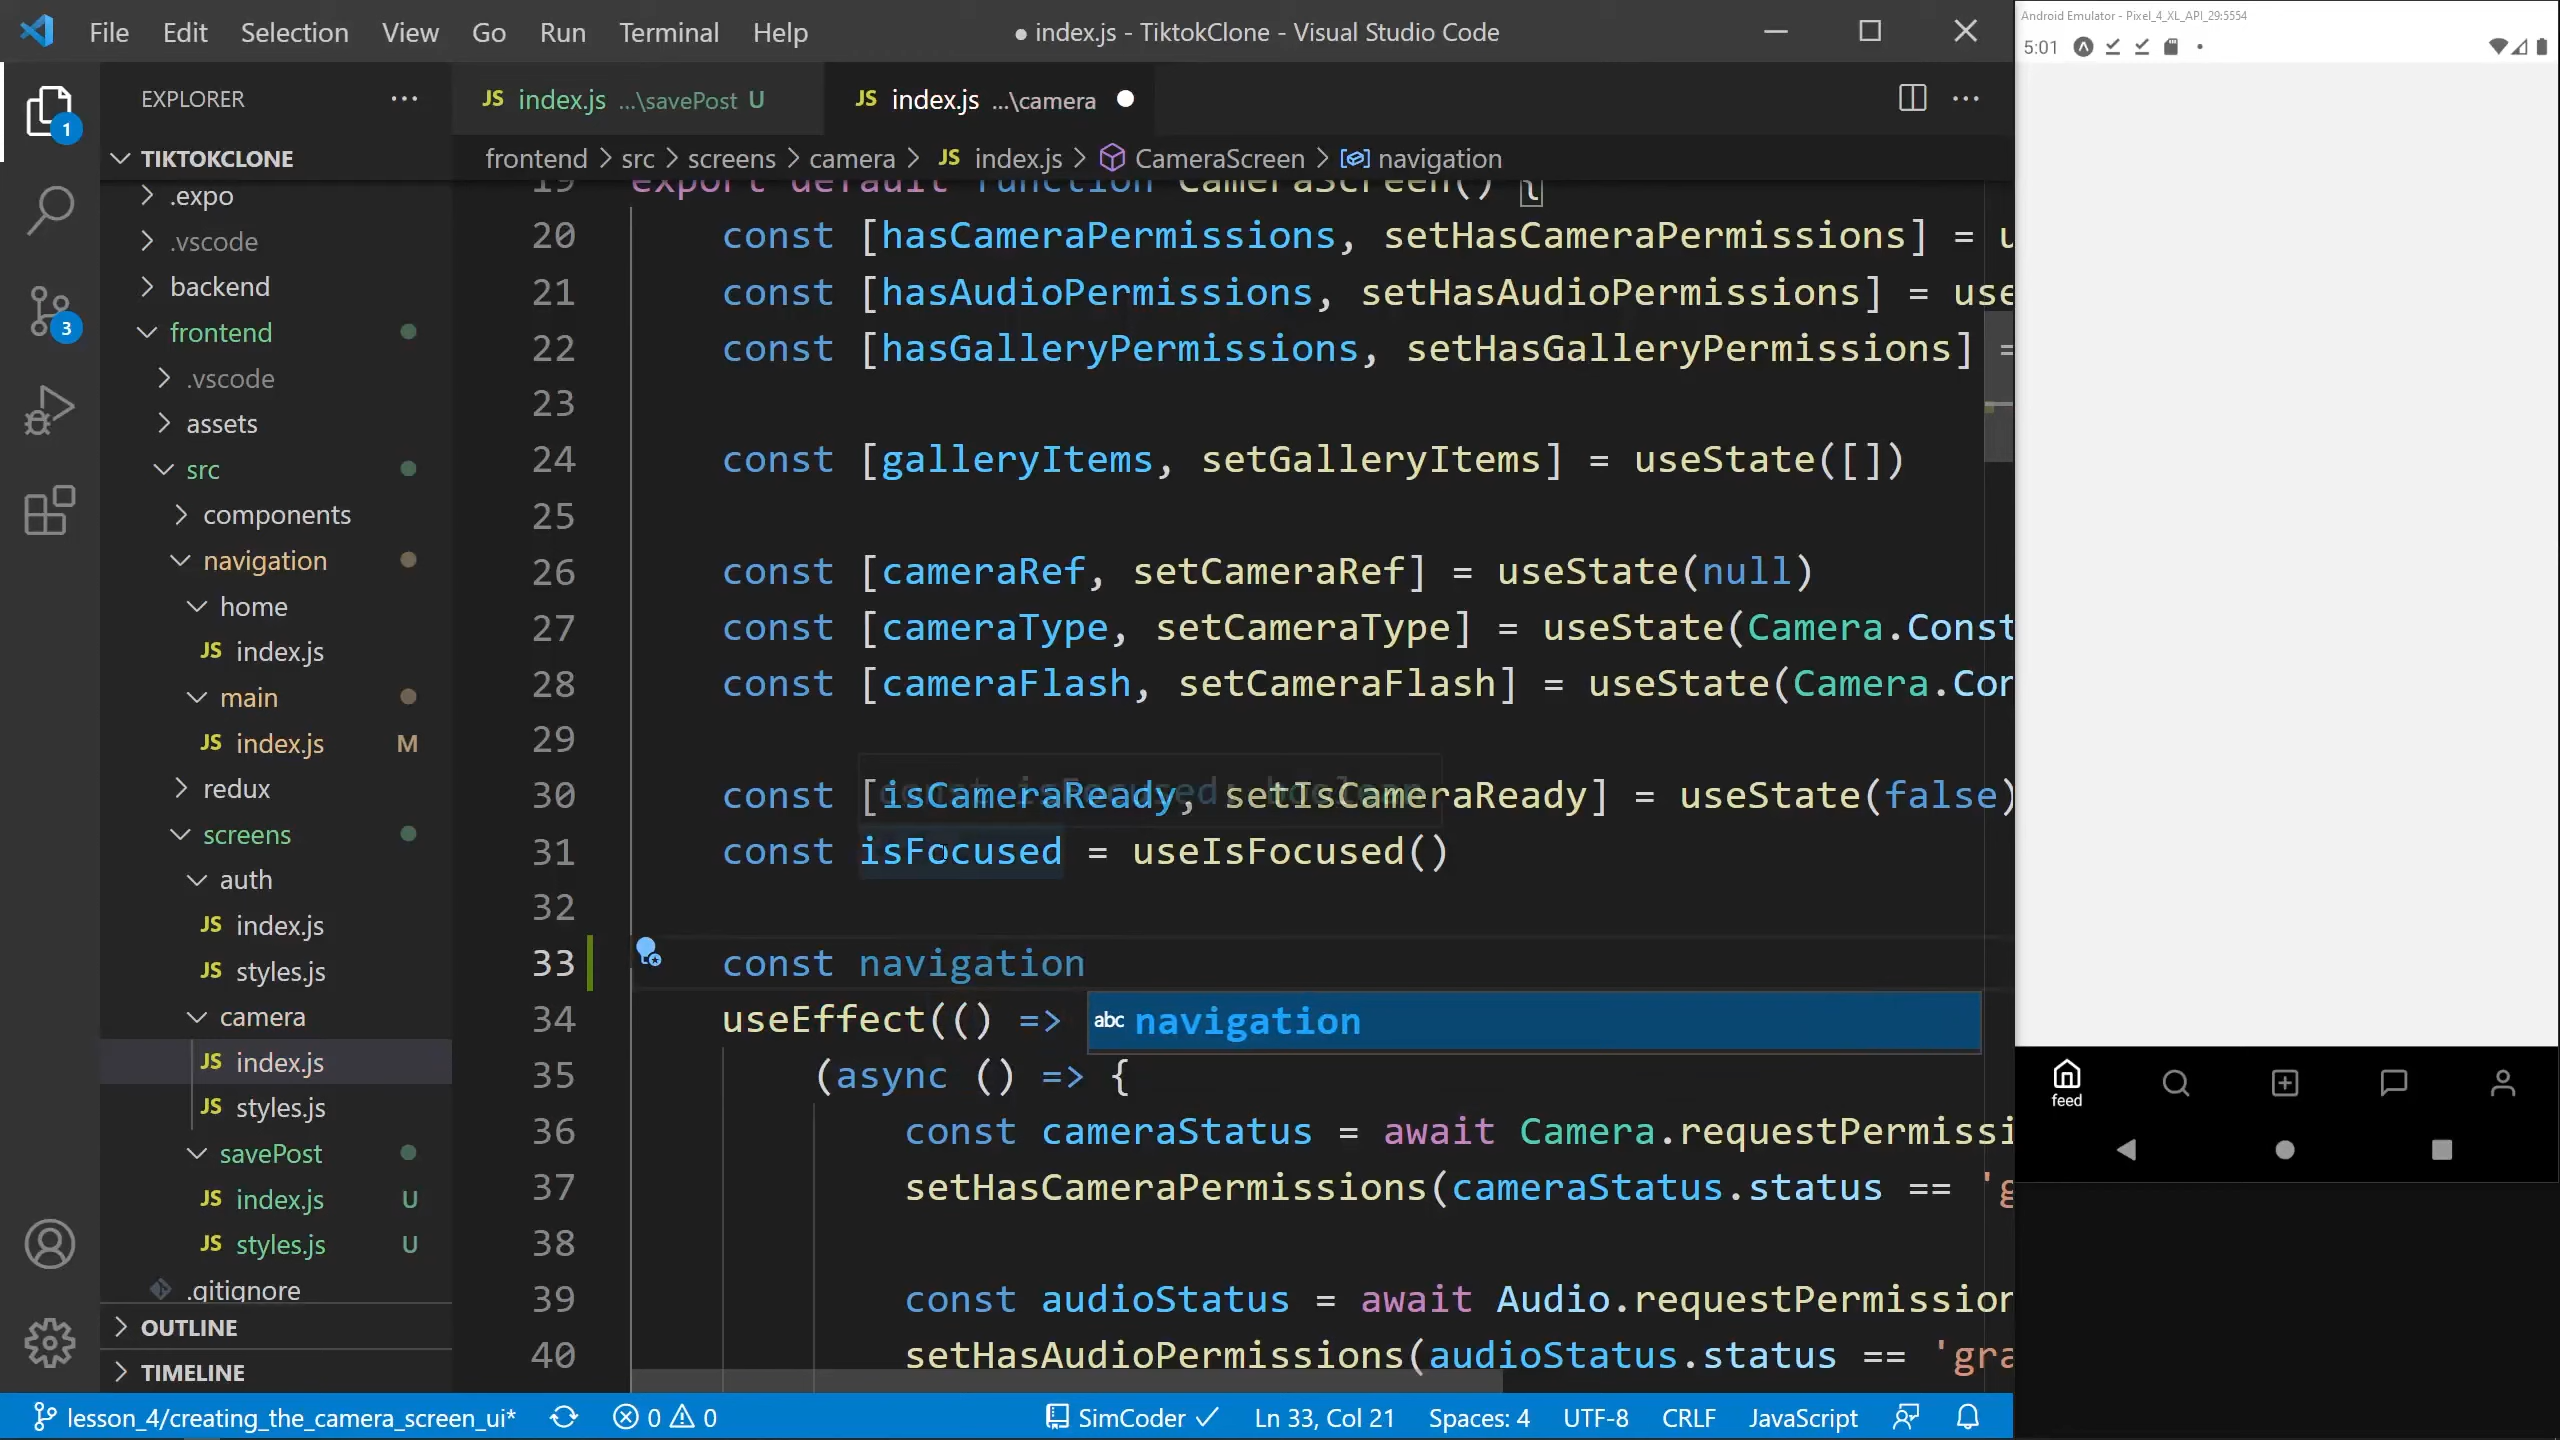 File Edit Selection View Go Run Terminal Help
● index.js - TiktokClone - Visual Studio Code
EXPLORER
TIKTOKCLONE
.expo
.vscode
backend
frontend
.vscode
assets
src
components
navigation
home
JS index.js
main
JS index.js M
redux
screens
auth
JS index.js
JS styles.js
camera
JS index.js
JS styles.js
savePost
JS index.js U
JS styles.js U
.gitignore
OUTLINE
TIMELINE
1
3
JS index.js ...\savePost U
JS index.js ...\camera
frontend > src > screens > camera > JS index.js > CameraScreen > navigation
19 export default function CameraScreen() {
20 const [hasCameraPermissions, setHasCameraPermissions] = u
21 const [hasAudioPermissions, setHasAudioPermissions] = use
22 const [hasGalleryPermissions, setHasGalleryPermissions] =
23
24 const [galleryItems, setGalleryItems] = useState([])
25
26 const [cameraRef, setCameraRef] = useState(null)
27 const [cameraType, setCameraType] = useState(Camera.Const
28 const [cameraFlash, setCameraFlash] = useState(Camera.Con
29
30 const [isCameraReady, setIsCameraReady] = useState(false)
31 const isFocused = useIsFocused()
32
33 const navigation
34 useEffect(() =>
abc navigation
35 (async () => {
36 const cameraStatus = await Camera.requestPermissi
37 setHasCameraPermissions(cameraStatus.status == 'g
38
39 const audioStatus = await Audio.requestPermission
40 setHasAudioPermissions(audioStatus.status == 'gra
lesson_4/creating_the_camera_screen_ui* 0 0 SimCoder Ln 33, Col 21 Spaces: 4 UTF-8 CRLF JavaScript
Android Emulator - Pixel_4_XL_API_29:5554
5:01
feed